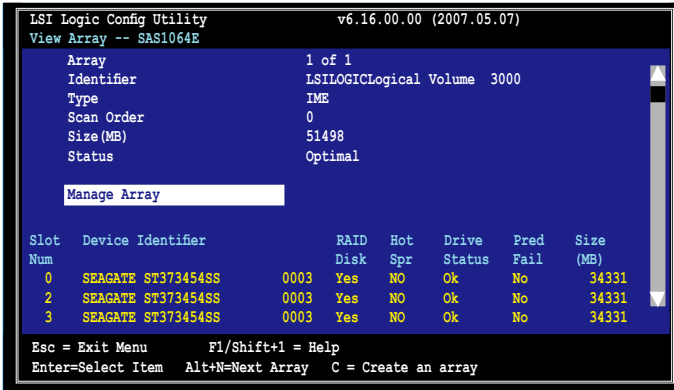 LSI Logic Config Utility v6.16.00.00 (2007.05.07)
View Array -- SAS1064E
Array 1 of 1
Identifier LSILOGICLogical Volume 3000
Type IME
Scan Order 0
Size(MB) 51498
Status Optimal
Manage Array
Slot Device Identifier RAID Hot Drive Pred Size
Num Disk Spr Status Fail (MB)
0 SEAGATE ST373454SS 0003 Yes NO Ok No 34331
2 SEAGATE ST373454SS 0003 Yes NO Ok No 34331
3 SEAGATE ST373454SS 0003 Yes NO Ok No 34331
Esc = Exit Menu F1/Shift+1 = Help
Enter=Select Item Alt+N=Next Array C = Create an array